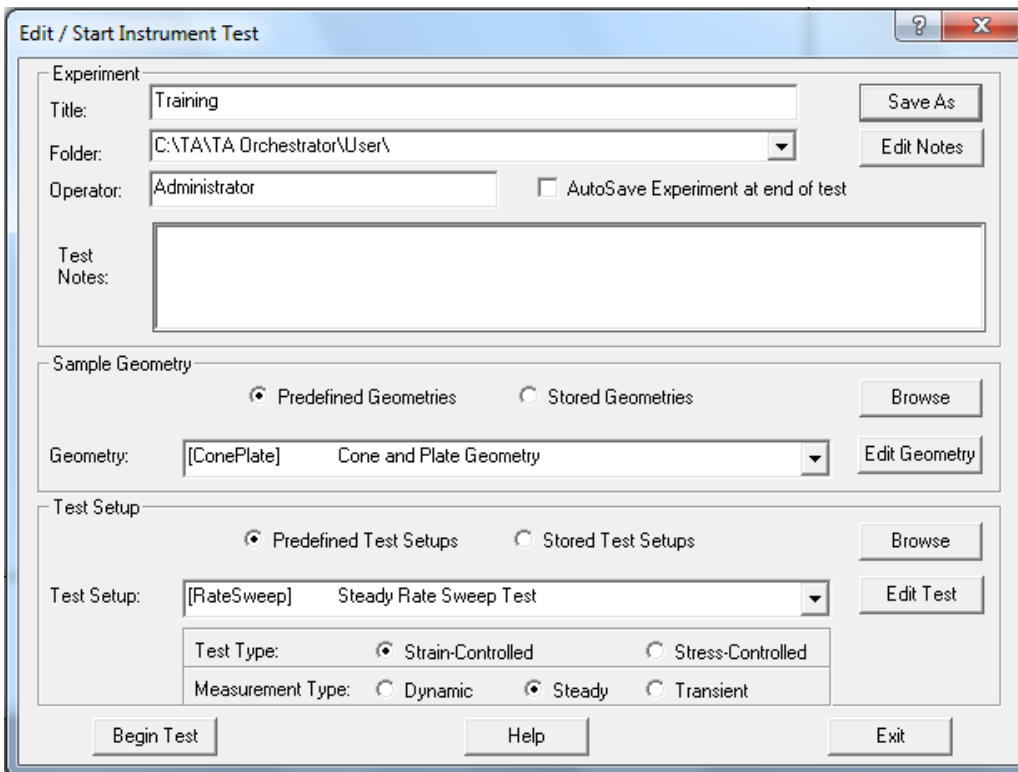 Edit / Start Instrument Test
Experiment
Title: Training Save As
Folder: C:\TA\TA Orchestrator\User\ Edit Notes
Operator: Administrator AutoSave Experiment at end of test
Test
Notes:
Sample Geometry
Predefined Geometries Stored Geometries Browse
Geometry: [ConePlate] Cone and Plate Geometry Edit Geometry
Test Setup
Predefined Test Setups Stored Test Setups Browse
Test Setup: [RateSweep] Steady Rate Sweep Test Edit Test
Test Type: Strain-Controlled Stress-Controlled
Measurement Type: Dynamic Steady Transient
Begin Test Help Exit